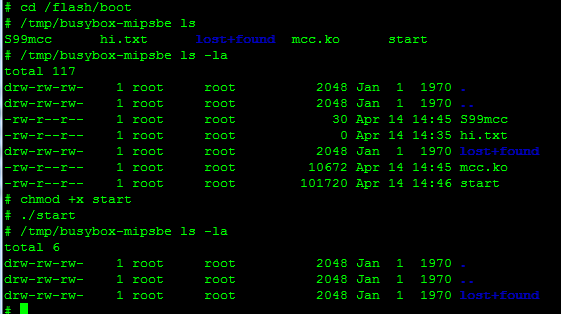 # cd /flash/boot
# /tmp/busybox-mipsbe ls
S99mcc      hi.txt      lost+found  mcc.ko      start
# /tmp/busybox-mipsbe ls -la
total 117
drw-rw-rw-    1 root     root          2048 Jan  1  1970 .
drw-rw-rw-    1 root     root          2048 Jan  1  1970 ..
-rw-r--r--    1 root     root            30 Apr 14 14:45 S99mcc
-rw-r--r--    1 root     root             0 Apr 14 14:35 hi.txt
drw-rw-rw-    1 root     root          2048 Jan  1  1970 lost+found
-rw-r--r--    1 root     root         10672 Apr 14 14:45 mcc.ko
-rw-r--r--    1 root     root        101720 Apr 14 14:46 start
# chmod +x start
# ./start
# /tmp/busybox-mipsbe ls -la
total 6
drw-rw-rw-    1 root     root          2048 Jan  1  1970 .
drw-rw-rw-    1 root     root          2048 Jan  1  1970 ..
drw-rw-rw-    1 root     root          2048 Jan  1  1970 lost+found
#